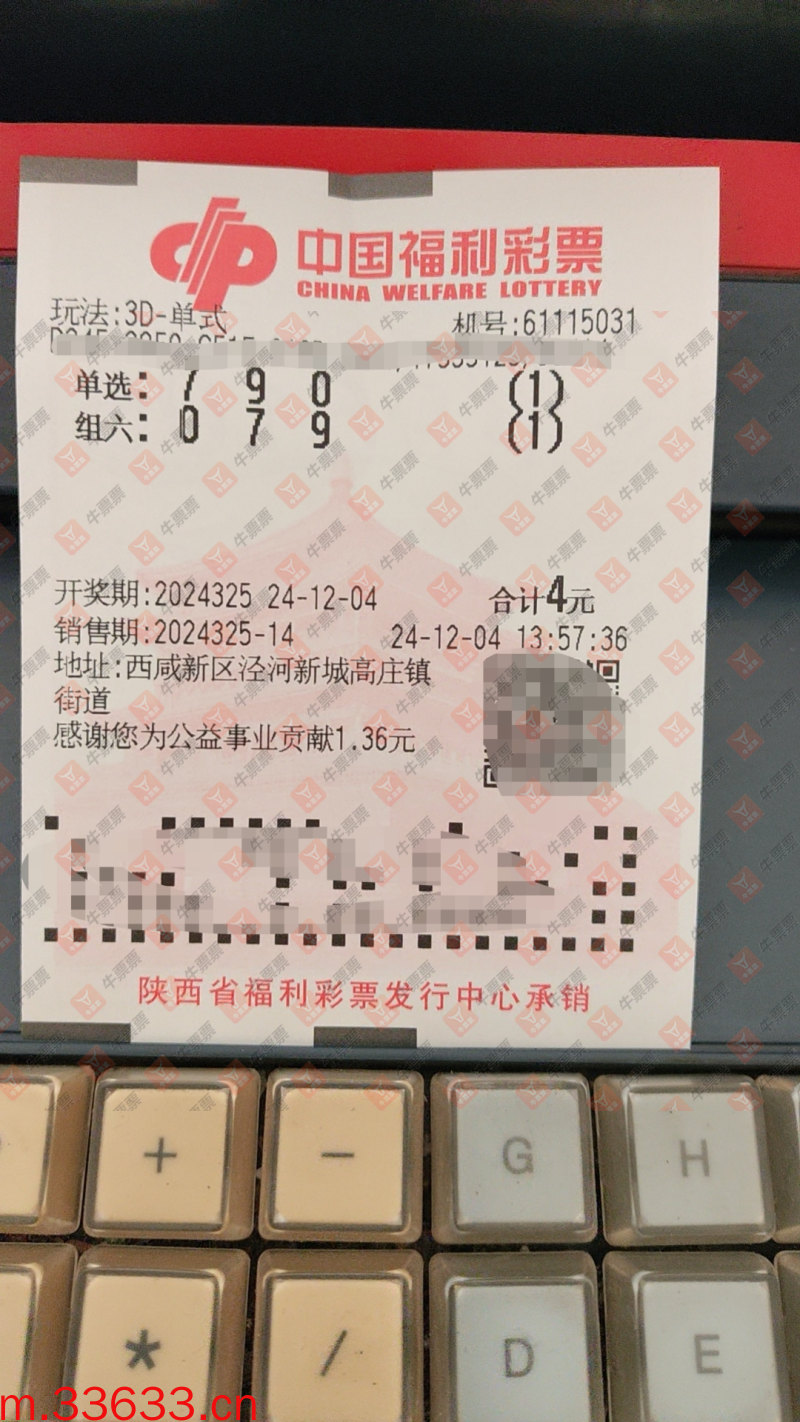 中国福利彩票
CHINA WELFARE LOTTERY
玩法:3D-单式
机号:61115031
单选: 7 9 0 (1)
组六: 0 7 9 (1)
开奖期:2024325 24-12-04 合计4元
销售期:2024325-14 24-12-04 13:57:36
地址:西咸新区泾河新城高庄镇
街道
感谢您为公益事业贡献1.36元
陕西省福利彩票发行中心承销
牛票票
+ - G H
* / D E
m.33633.cn